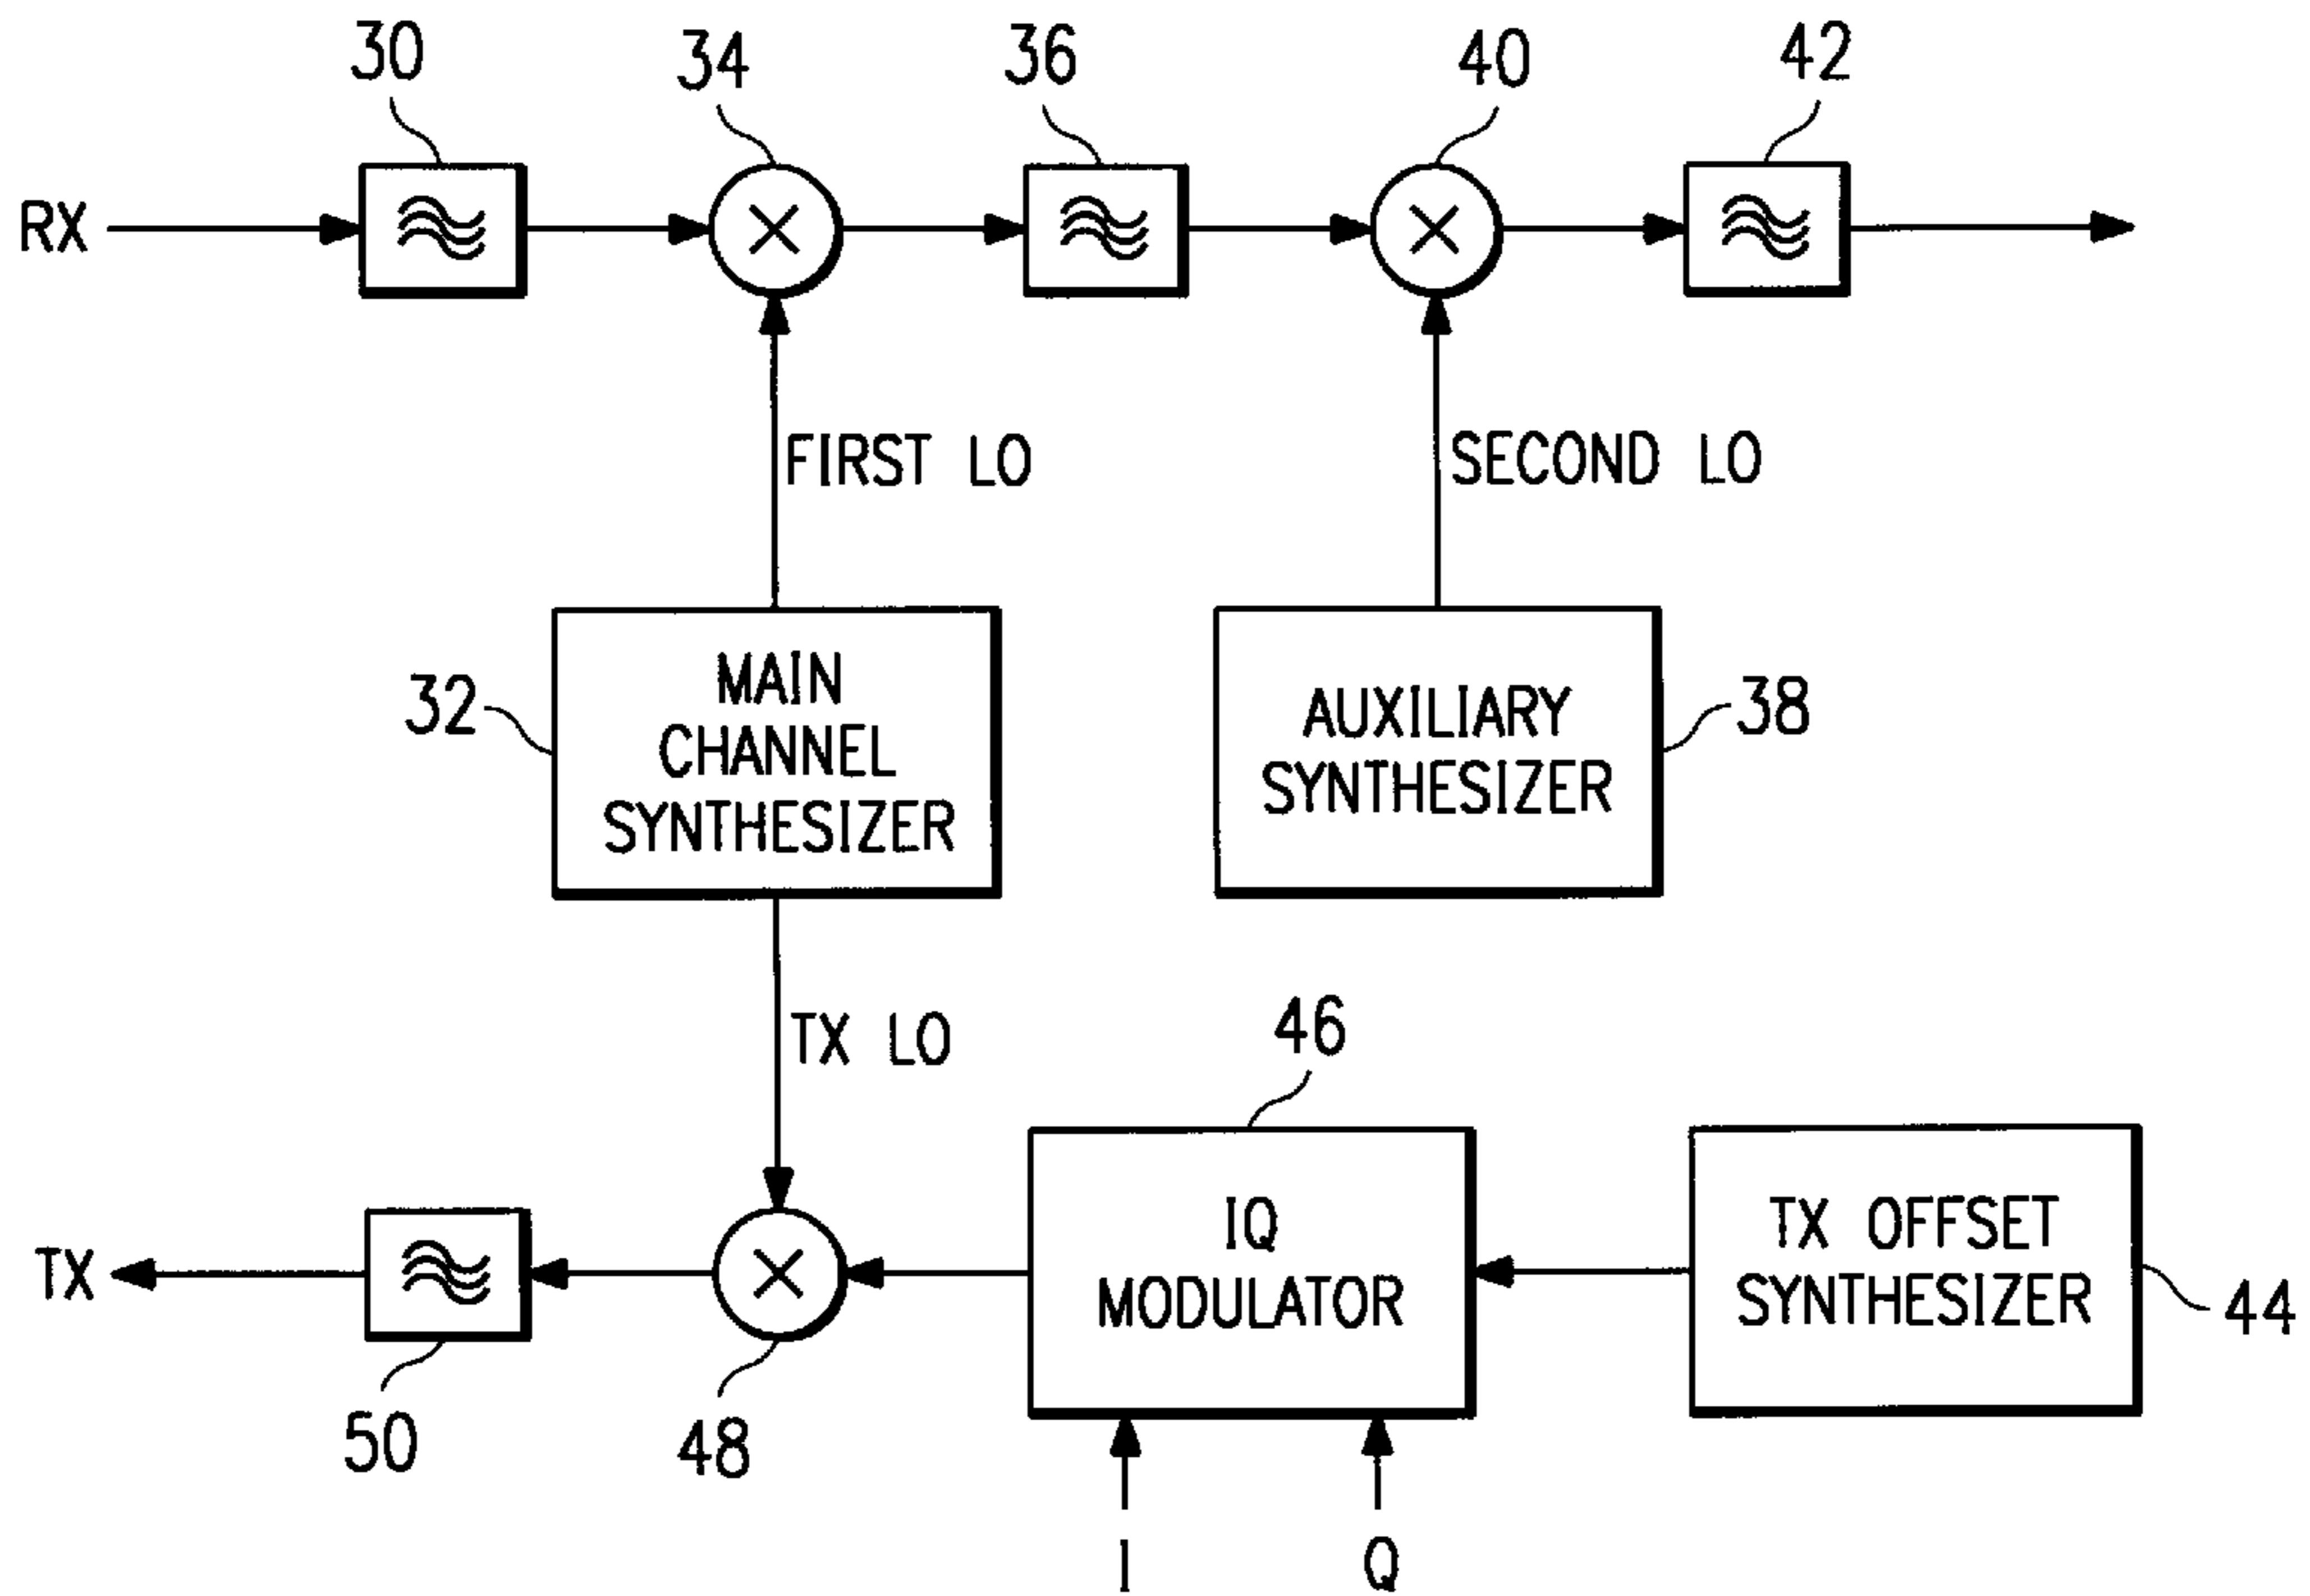 30
34
36
40
42
RX
FIRST LO
SECOND LO
32
MAIN
CHANNEL
SYNTHESIZER
AUXILIARY
SYNTHESIZER
38
TX LO
46
TX
IQ
MODULATOR
TX OFFSET
SYNTHESIZER
44
50
48
I
Q